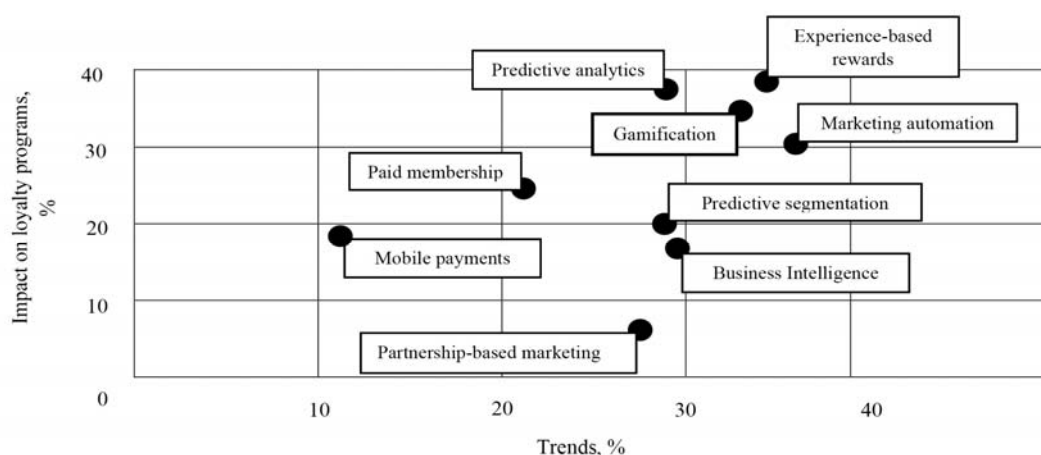 Experience-based
rewards
Predictive analytics
Gamification
Marketing automation
Paid membership
Predictive segmentation
Mobile payments
Business Intelligence
Partnership-based marketing
Impact on loyalty programs,
%
40
30
20
10
0
10
20
30
40
Trends, %